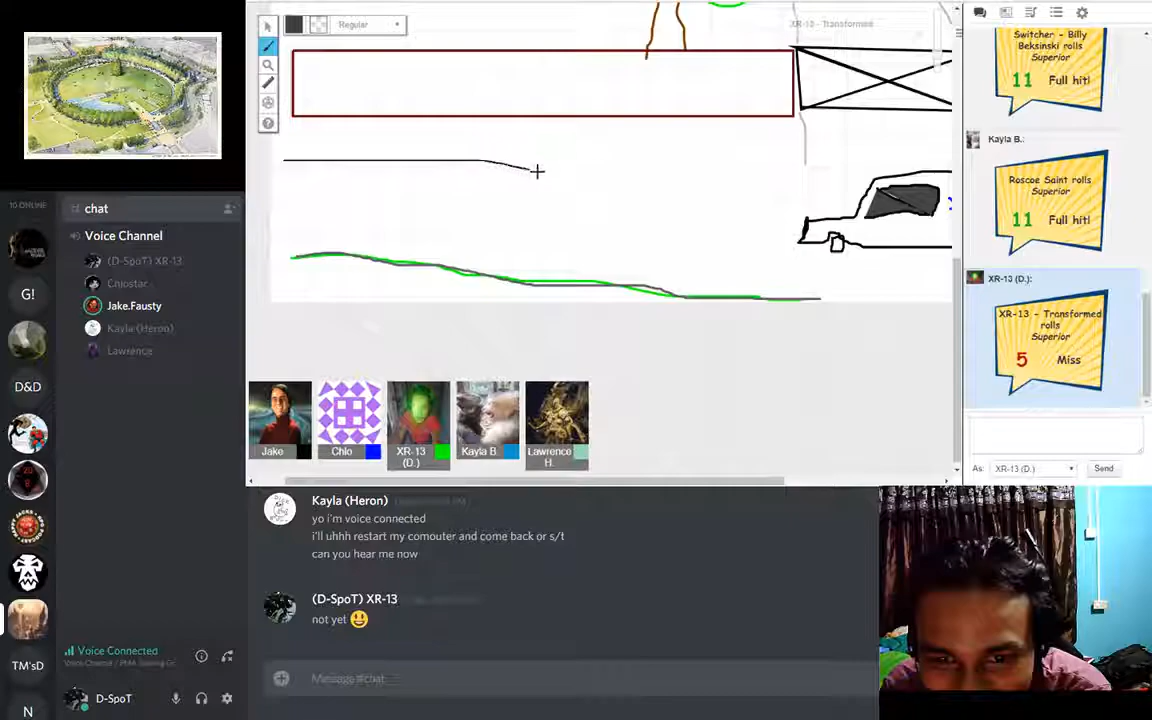 Regular
XR-13 - Transformed
Switcher - Billy
Beksinski rolls
Superior
11 Full hit!
Kayla B.:
Roscoe Saint rolls
Superior
11 Full hit!
XR-13 (D.):
XR-13 - Transformed
rolls
Superior
5 Miss
As: XR-13 (D.)
Send
10 ONLINE
# chat
G!
D&D
TM'sD
N
Voice Channel
(D-SpoT) XR-13
Cnjostar
Jake.Fausty
Kayla (Heron)
Lawrence
Voice Connected
D-SpoT
Jake
Chlo
XR-13
(D.)
Kayla B.
Lawrence
H.
Kayla (Heron)
yo i'm voice connected
i'll uhhh restart my comouter and come back or s/t
can you hear me now
(D-SpoT) XR-13
not yet 😃
Message #chat